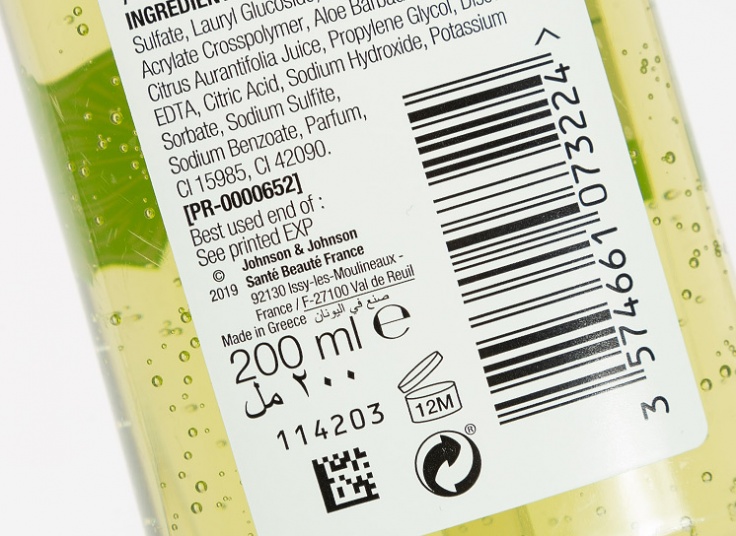 INGREDIEN
Sulfate, Lauryl Glucoside,
Acrylate Crosspolymer, Aloe Barba
Citrus Aurantifolia Juice, Propylene Glycol, Diso
EDTA, Citric Acid, Sodium Hydroxide, Potassium
Sorbate, Sodium Sulfite,
Sodium Benzoate, Parfum,
CI 15985, CI 42090.
[PR-0000652]
Best used end of :
See printed EXP
© 2019
Johnson & Johnson
Santé Beauté France
92130 Issy-les-Moulineaux -
France / F-27100 Val de Reuil
Made in Greece صنع في اليونان
200 ml ℮
٢٠٠ مل
114203
12M
®
3 574661 073224 >